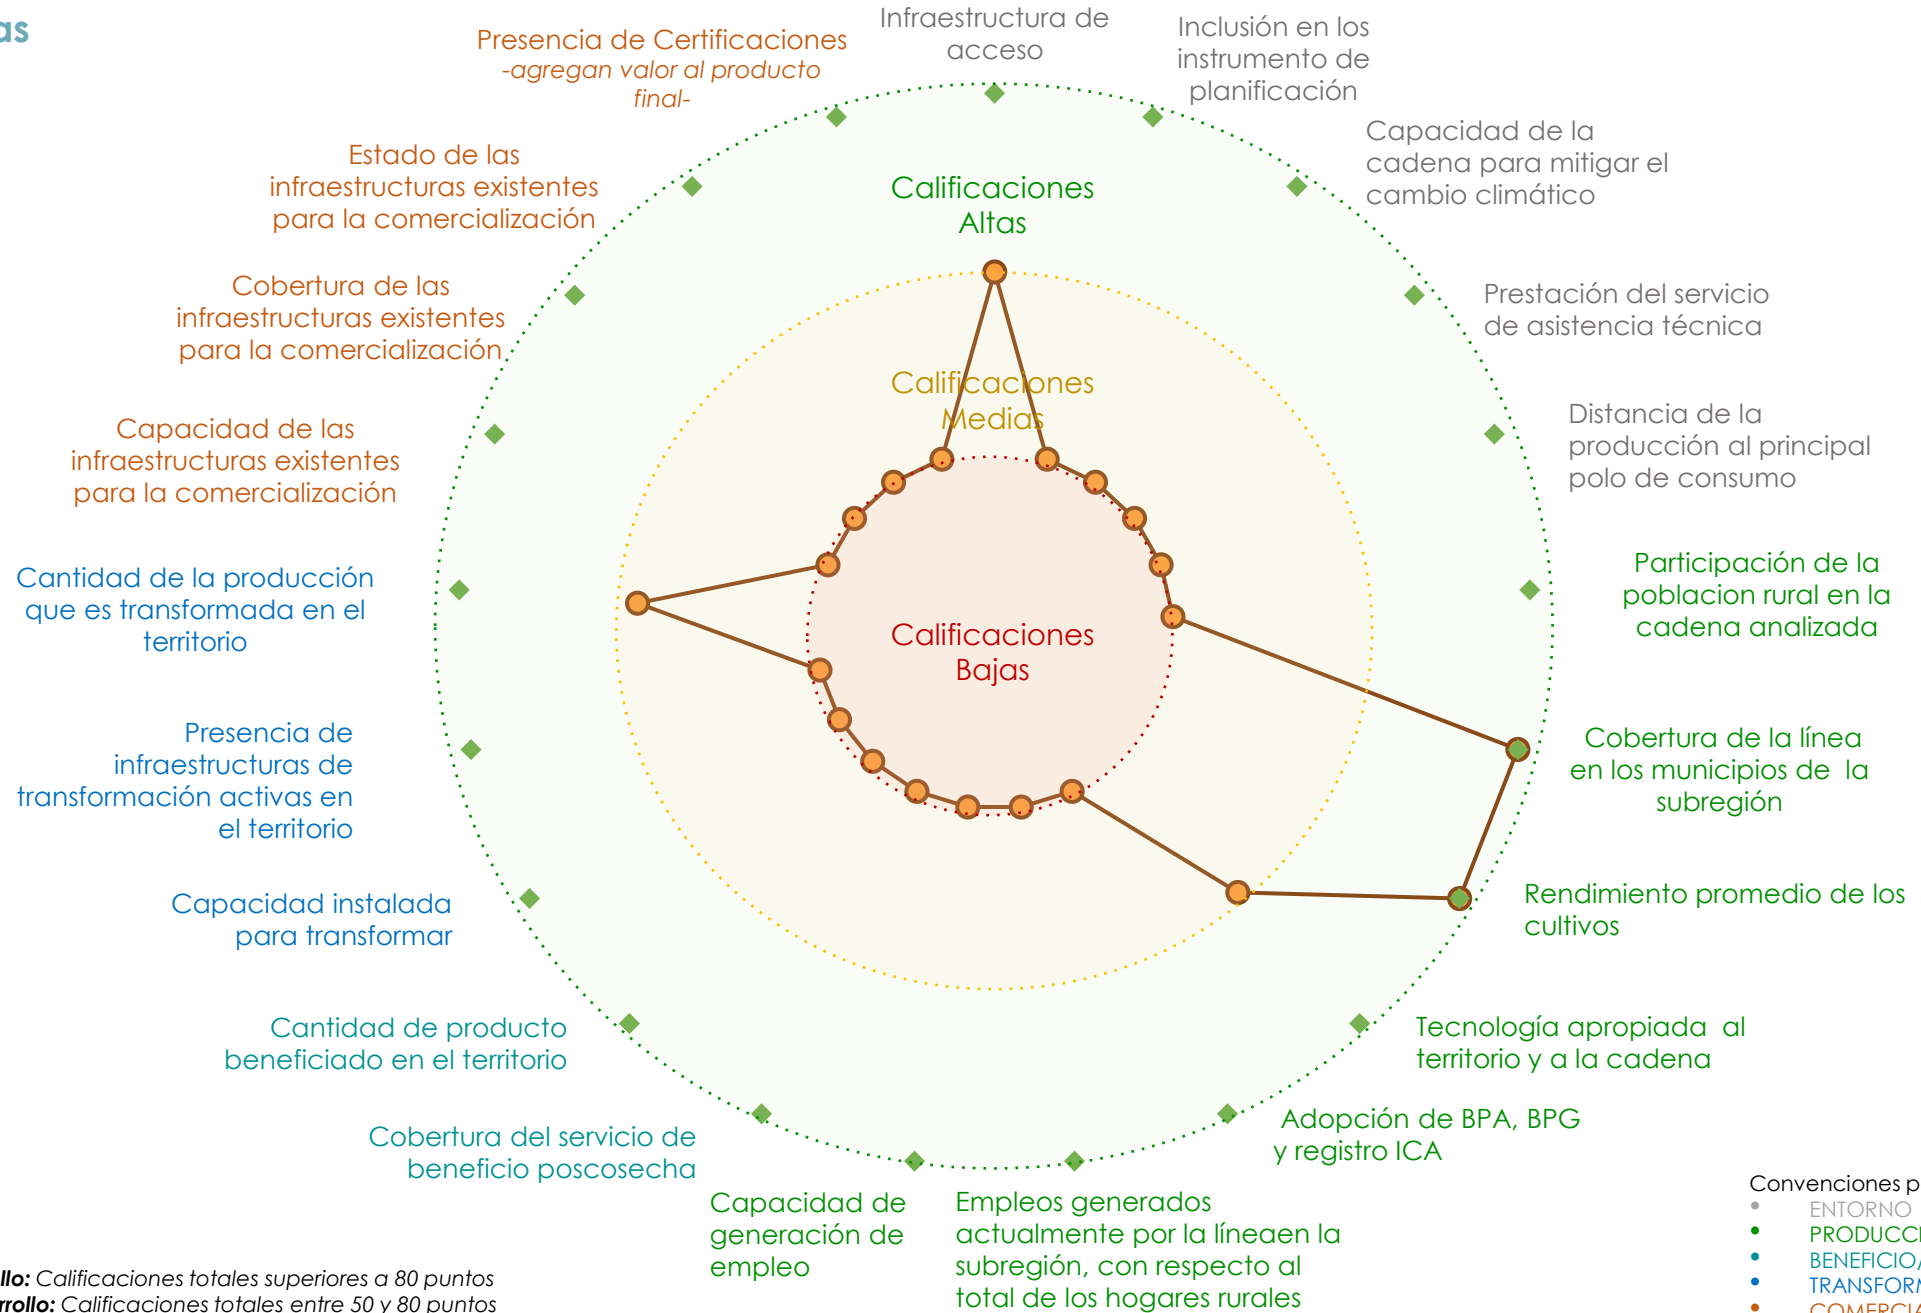 as
Infraestructura de
acceso
Inclusión en los
instrumento de
planificación
Capacidad de la
cadena para mitigar el
cambio climático
Prestación del servicio
de asistencia técnica
Distancia de la
producción al principal
polo de consumo
Participación de la
poblacion rural en la
cadena analizada
Cobertura de la línea
en los municipios de la
subregión
Rendimiento promedio de los
cultivos
Tecnología apropiada al
territorio y a la cadena
Adopción de BPA, BPG
y registro ICA
Empleos generados
actualmente por la líneaen la
subregión, con respecto al
total de los hogares rurales
Capacidad de
generación de
empleo
Cobertura del servicio de
beneficio poscosecha
Cantidad de producto
beneficiado en el territorio
Capacidad instalada
para transformar
Presencia de
infraestructuras de
transformación activas en
el territorio
Cantidad de la producción
que es transformada en el
territorio
Capacidad de las
infraestructuras existentes
para la comercialización
Cobertura de las
infraestructuras existentes
para la comercialización
Estado de las
infraestructuras existentes
para la comercialización
Presencia de Certificaciones
-agregan valor al producto
final-
Calificaciones
Altas
Calificaciones
Medias
Calificaciones
Bajas
llo: Calificaciones totales superiores a 80 puntos
rrollo: Calificaciones totales entre 50 y 80 puntos
Convenciones p
• ENTORNO
• PRODUCCI
• BENEFICIO/
• TRANSFORM
• COMERCIA